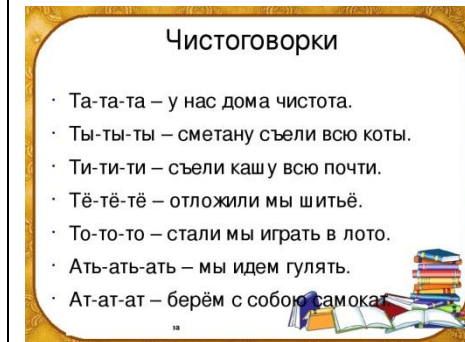 Чистоговорки
· Та-та-та – у нас дома чистота.
· Ты-ты-ты – сметану съели всю коты.
· Ти-ти-ти – съели кашу всю почти.
· Тё-тё-тё – отложили мы шитьё.
· То-то-то – стали мы играть в лото.
· Ать-ать-ать – мы идем гулять.
· Ат-ат-ат – берём с собою самокат.